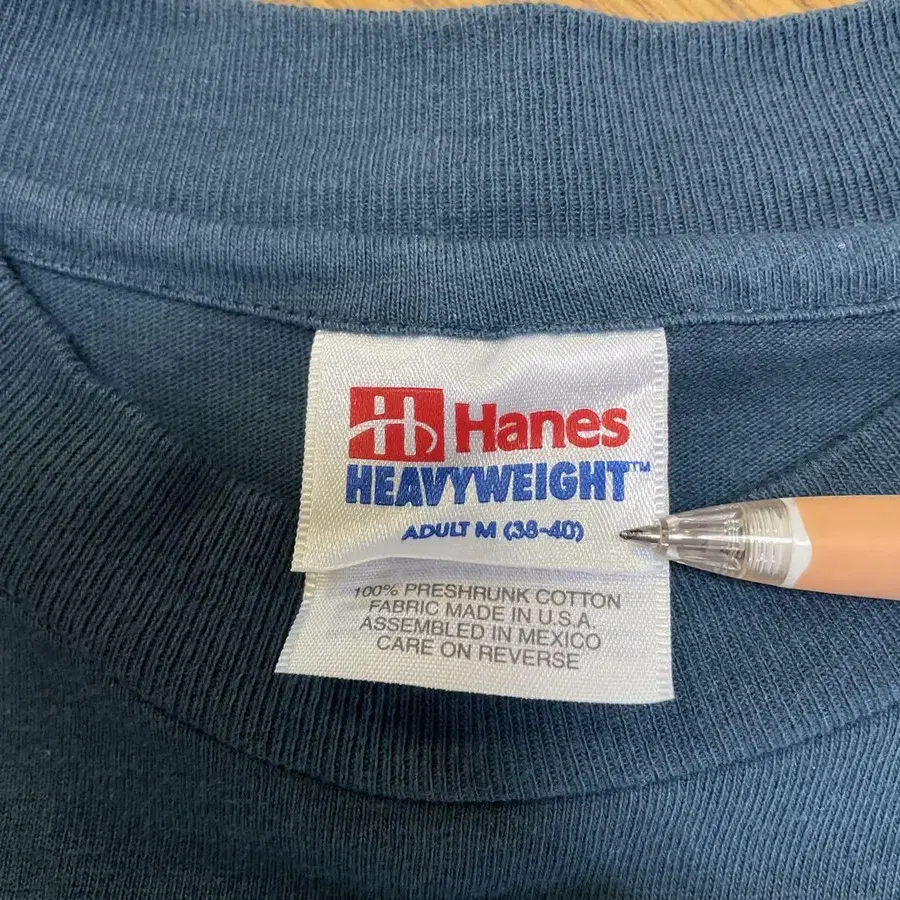 H Hanes
HEAVYWEIGHT™
ADULT M (38-40)
100% PRESHRUNK COTTON
FABRIC MADE IN U.S.A.
ASSEMBLED IN MEXICO
CARE ON REVERSE